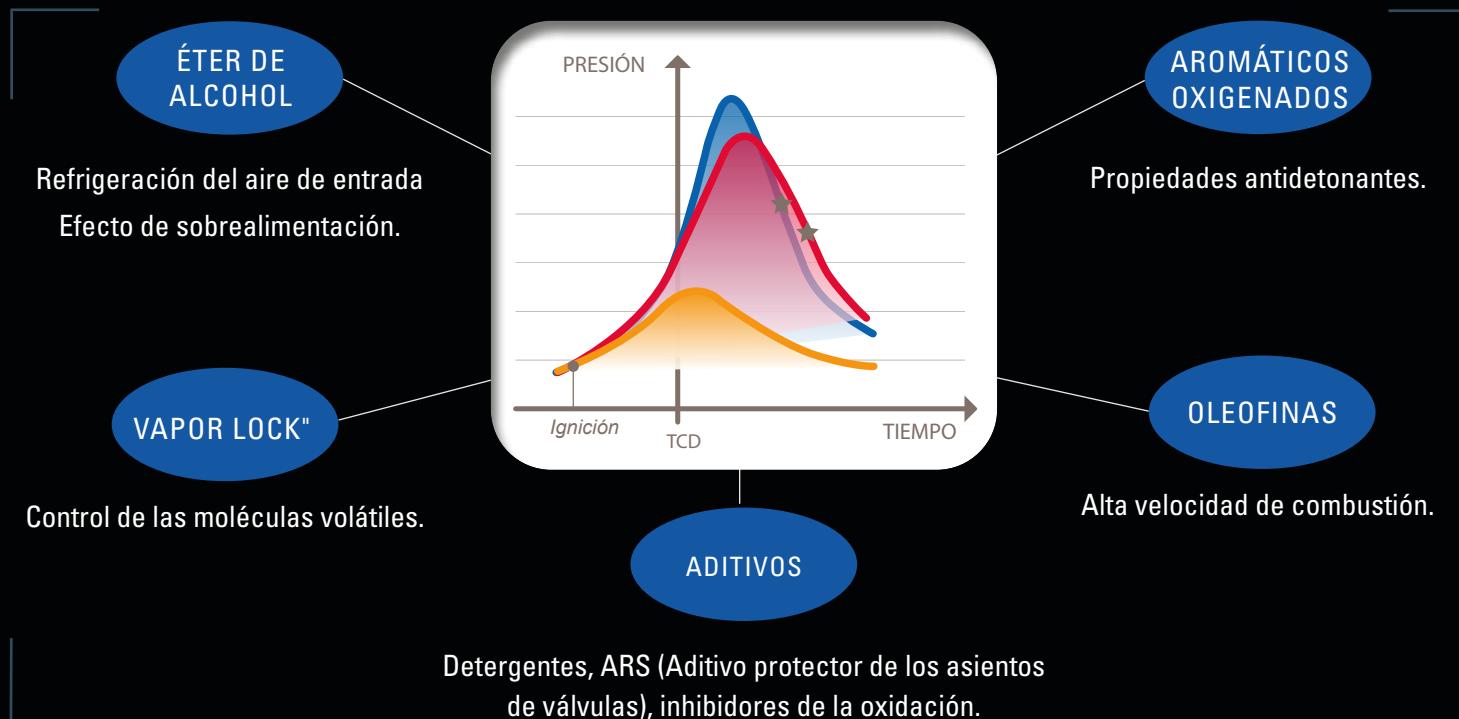 ÉTER DE
ALCOHOL
Refrigeración del aire de entrada
Efecto de sobrealimentación.
PRESIÓN
AROMÁTICOS
OXIGENADOS
Propiedades antidetonantes.
VAPOR LOCK"
Control de las moléculas volátiles.
Ignición
TCD
TIEMPO
OLEOFINAS
Alta velocidad de combustión.
ADITIVOS
Detergentes, ARS (Aditivo protector de los asientos
de válvulas), inhibidores de la oxidación.